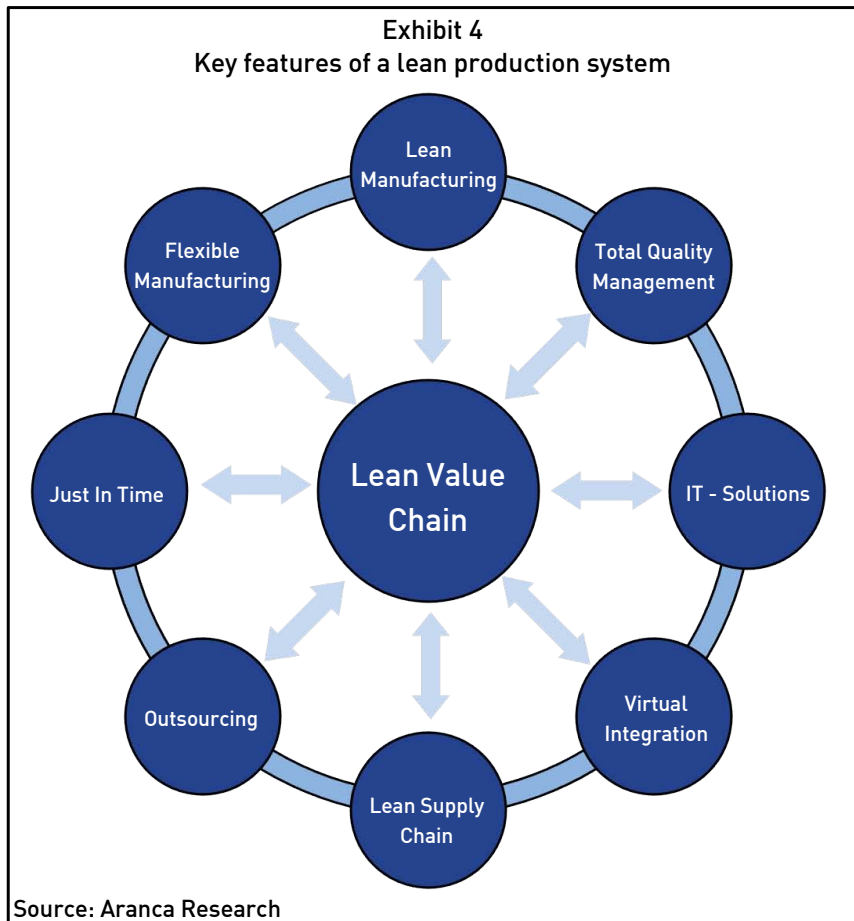 Exhibit 4
Key features of a lean production system
Lean
Manufacturing
Total Quality
Management
IT - Solutions
Virtual
Integration
Lean Supply
Chain
Outsourcing
Just In Time
Flexible
Manufacturing
Lean Value
Chain
Source: Aranca Research